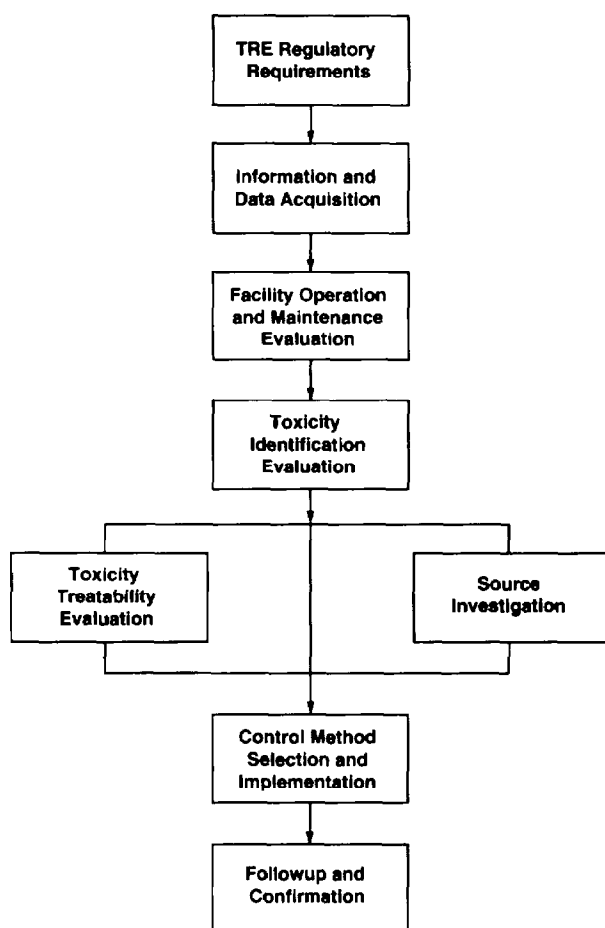 TRE Regulatory
Requirements
Information and
Data Acquisition
Facility Operation
and Maintenance
Evaluation
Toxicity
Identification
Evaluation
Toxicity
Treatability
Evaluation
Source
Investigation
Control Method
Selection and
Implementation
Followup and
Confirmation